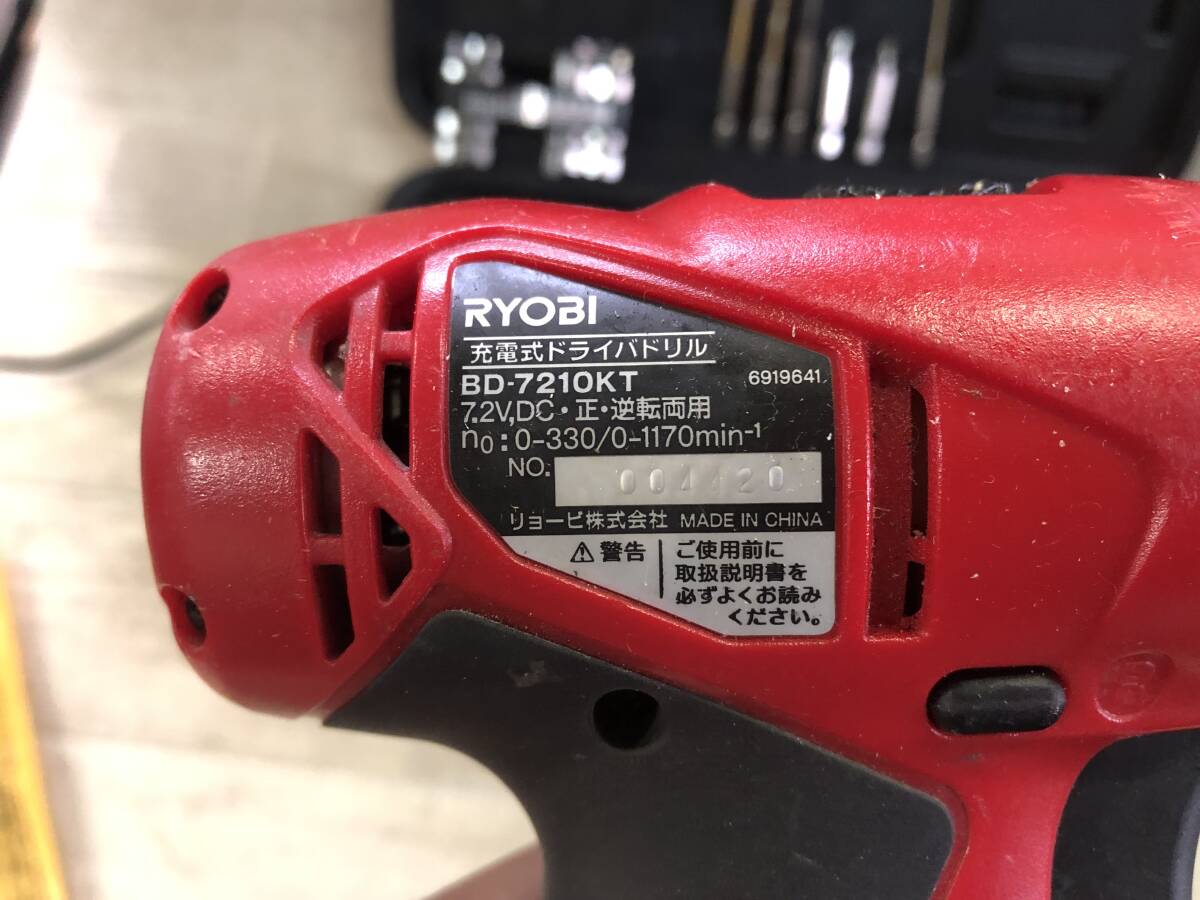 RYOBI
充電式ドライバドリル
BD-7210KT 6919641
7.2V,DC・正・逆転両用
n₀:0-330/0-1170min⁻¹
NO. 004420
リョービ株式会社 MADE IN CHINA
⚠警告
ご使用前に
取扱説明書を
必ずよくお読み
ください。